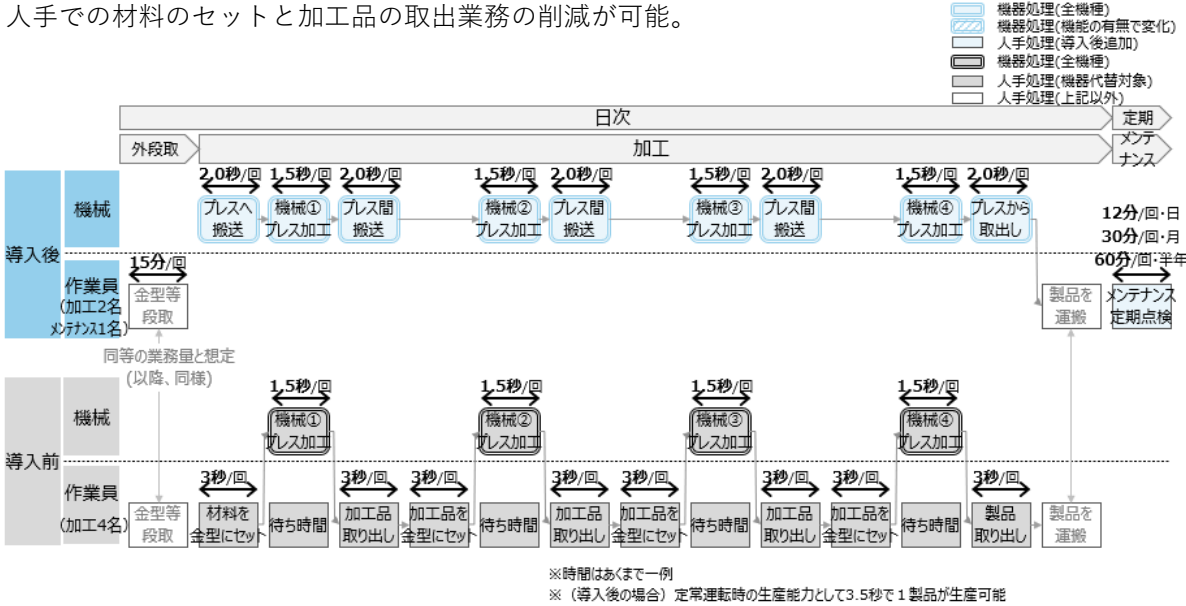 人手での材料のセットと加工品の取出業務の削減が可能。
機器処理(全機種)
機器処理(機能の有無で変化)
人手処理(導入後追加)
機器処理(全機種)
人手処理(機器代替対象)
人手処理(上記以外)
日次
定期
外段取
加工
メンテ
ナンス
導入後
機械
2.0秒/回
1.5秒/回
2.0秒/回
1.5秒/回
2.0秒/回
1.5秒/回
2.0秒/回
1.5秒/回
2.0秒/回
プレスへ
搬送
機械①
プレス加工
プレス間
搬送
機械②
プレス加工
プレス間
搬送
機械③
プレス加工
プレス間
搬送
機械④
プレス加工
プレスから
取出し
12分/回・日
30分/回・月
60分/回・半年
作業員
(加工2名
メンテナンス1名)
15分/回
金型等
段取
製品を
運搬
メンテナンス
定期点検
同等の業務量と想定
(以降、同様)
導入前
機械
1.5秒/回
1.5秒/回
1.5秒/回
1.5秒/回
機械①
プレス加工
機械②
プレス加工
機械③
プレス加工
機械④
プレス加工
作業員
(加工4名)
3秒/回
3秒/回
3秒/回
3秒/回
3秒/回
3秒/回
3秒/回
3秒/回
金型等
段取
材料を
金型にセット
待ち時間
加工品
取り出し
加工品を
金型にセット
待ち時間
加工品
取り出し
加工品を
金型にセット
待ち時間
加工品
取り出し
加工品を
金型にセット
待ち時間
製品
取り出し
製品を
運搬
※時間はあくまで一例
※（導入後の場合）定常運転時の生産能力として3.5秒で１製品が生産可能